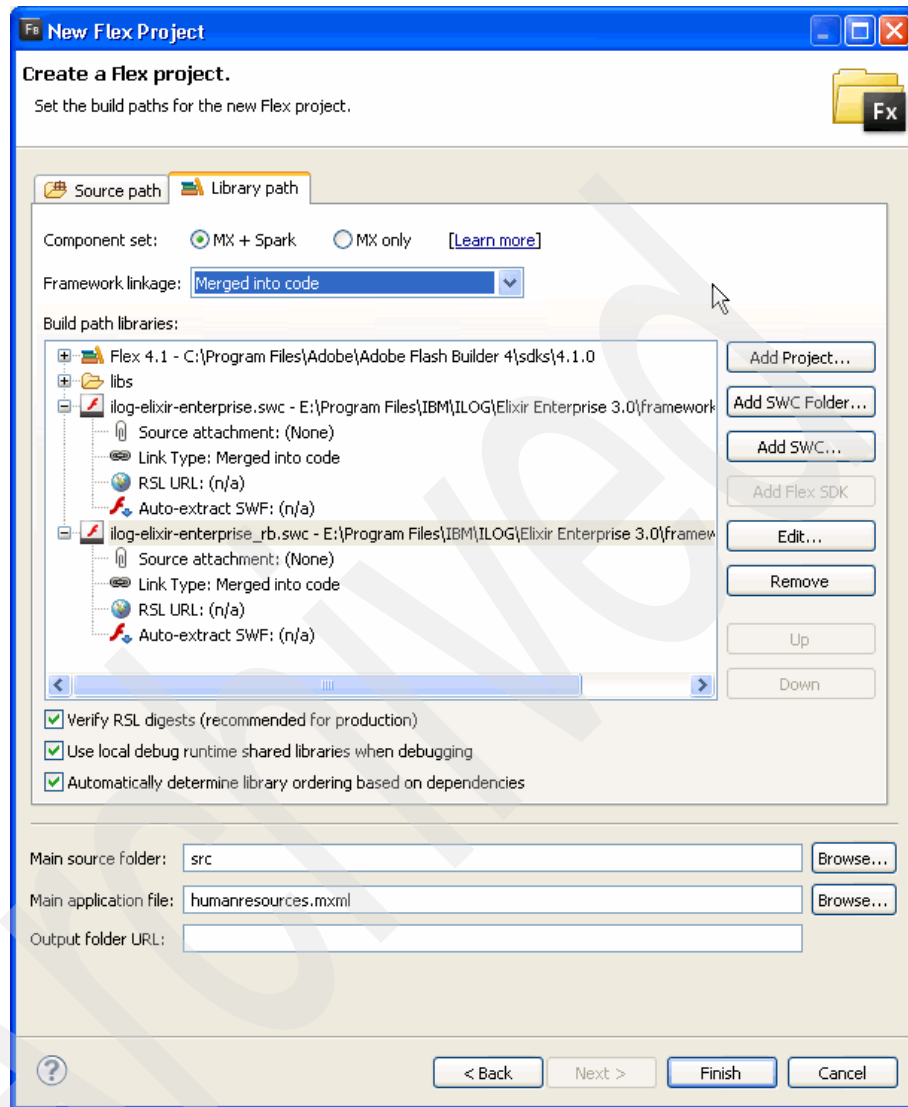 FB New Flex Project
Create a Flex project.
Set the build paths for the new Flex project.
Fx
Source path
Library path
Component set: MX + Spark MX only [Learn more]
Framework linkage: Merged into code
Build path libraries:
Flex 4.1 - C:\Program Files\Adobe\Adobe Flash Builder 4\sdks\4.1.0
libs
ilog-elixir-enterprise.swc - E:\Program Files\IBM\ILOG\Elixir Enterprise 3.0\framework
Source attachment: (None)
Link Type: Merged into code
RSL URL: (n/a)
Auto-extract SWF: (n/a)
ilog-elixir-enterprise_rb.swc - E:\Program Files\IBM\ILOG\Elixir Enterprise 3.0\framew
Source attachment: (None)
Link Type: Merged into code
RSL URL: (n/a)
Auto-extract SWF: (n/a)
Add Project...
Add SWC Folder...
Add SWC...
Add Flex SDK
Edit...
Remove
Up
Down
Verify RSL digests (recommended for production)
Use local debug runtime shared libraries when debugging
Automatically determine library ordering based on dependencies
Main source folder: src Browse...
Main application file: humanresources.mxml Browse...
Output folder URL:
? < Back Next > Finish Cancel
Archived